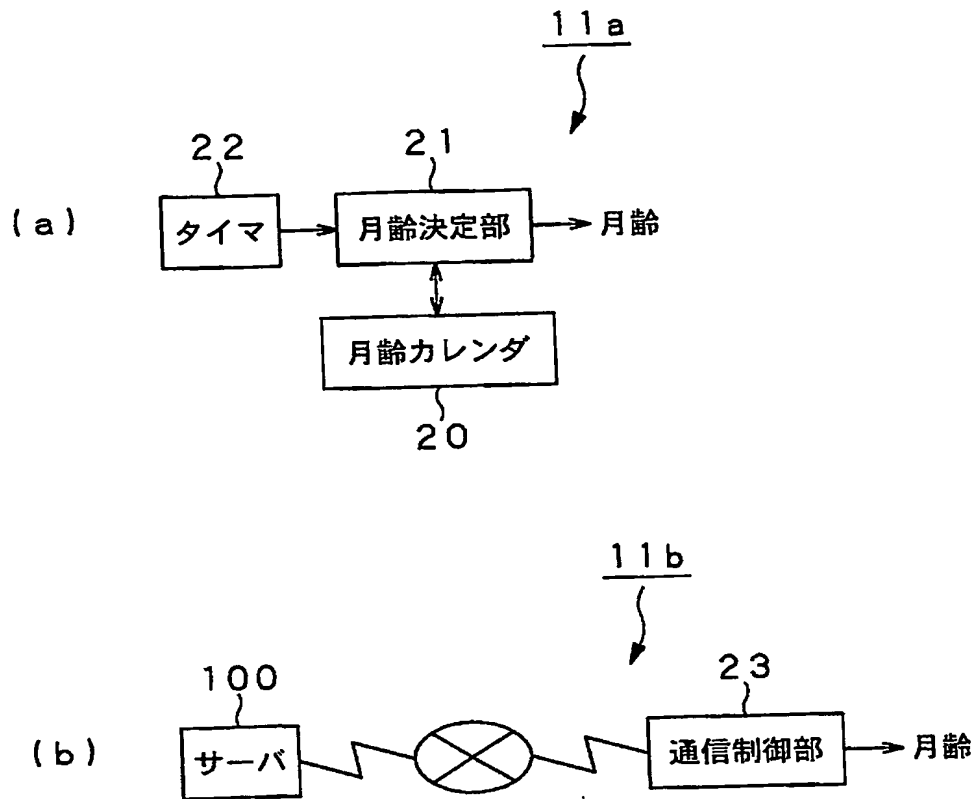 11a
22 21
(a) タイマ 月齢決定部 月齢
月齢カレンダ
20
11b
100 23
(b) サーバ 通信制御部 月齢